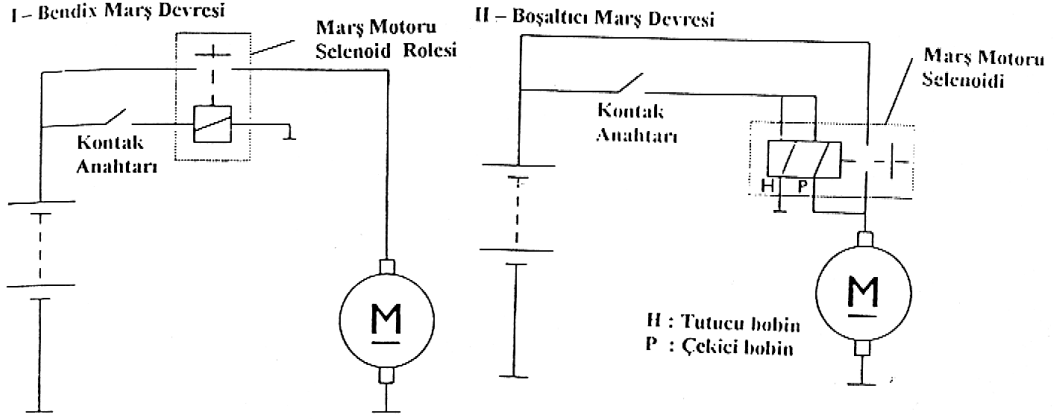 I – Bendix Marş Devresi
Marş Motoru
Selenoid Rolesi
Kontak
Anahtarı
M
II – Boşaltıcı Marş Devresi
Marş Motoru
Selenoidi
Kontak
Anahtarı
H P
M
H : Tutucu bobin
P : Çekici bobin